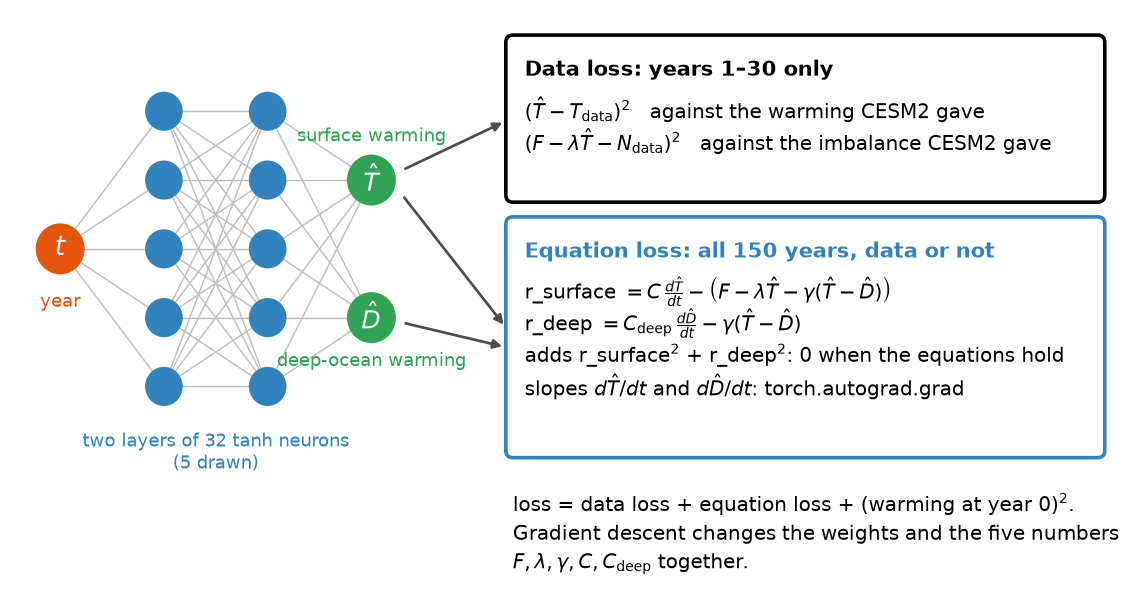 t
year
surface warming
T̂
D̂
deep-ocean warming
two layers of 32 tanh neurons
(5 drawn)
Data loss: years 1–30 only
(T̂ − T_data)² against the warming CESM2 gave
(F − λT̂ − N_data)² against the imbalance CESM2 gave
Equation loss: all 150 years, data or not
r_surface = C dT̂/dt − (F − λT̂ − γ(T̂ − D̂))
r_deep = C_deep dD̂/dt − γ(T̂ − D̂)
adds r_surface² + r_deep²: 0 when the equations hold
slopes dT̂/dt and dD̂/dt: torch.autograd.grad
loss = data loss + equation loss + (warming at year 0)².
Gradient descent changes the weights and the five numbers
F, λ, γ, C, C_deep together.